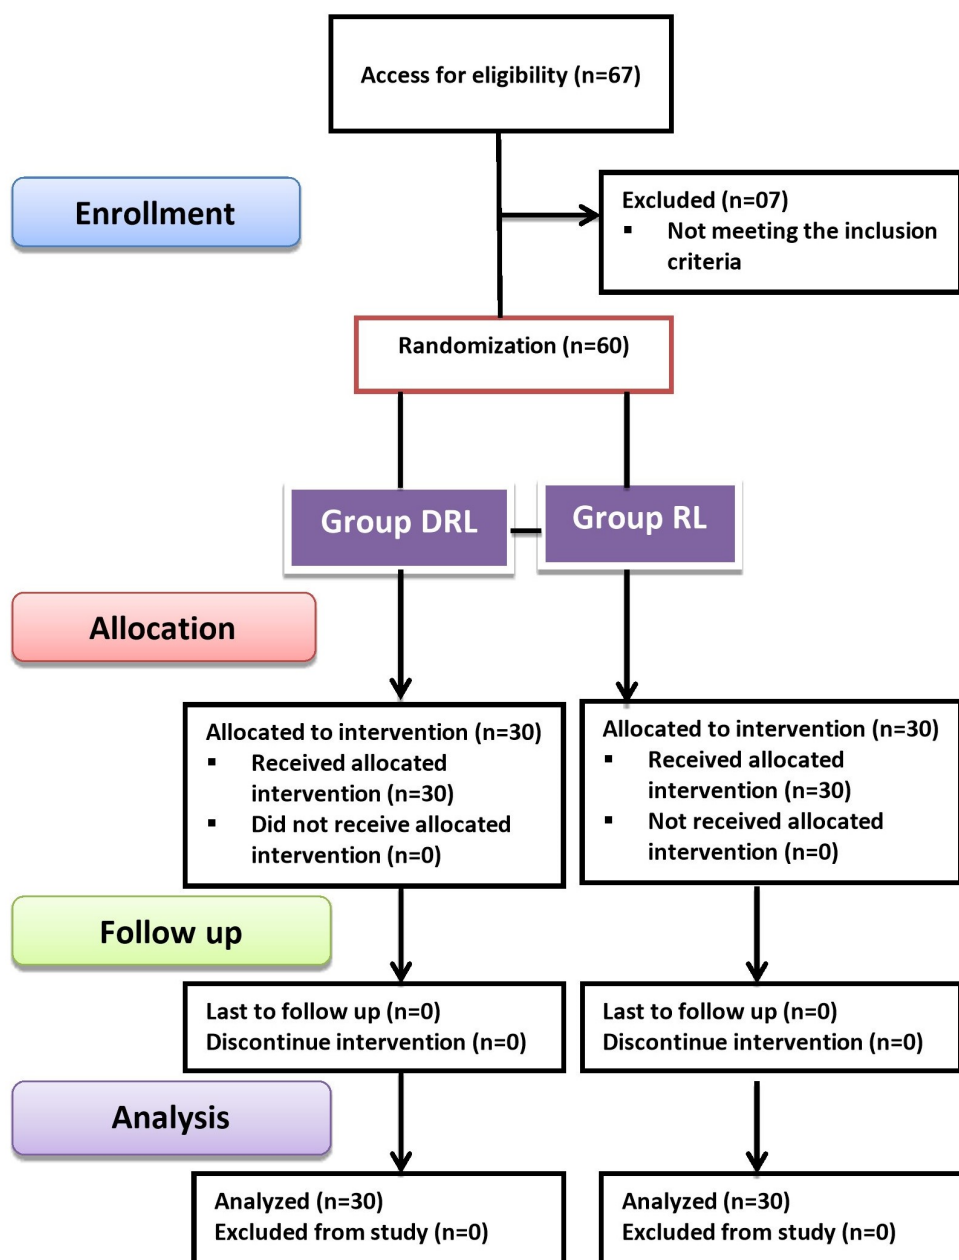 Access for eligibility (n=67)
Enrollment
Excluded (n=07)
▪ Not meeting the inclusion
criteria
Randomization (n=60)
Group DRL
Group RL
Allocation
Allocated to intervention (n=30)
▪ Received allocated
intervention (n=30)
▪ Did not receive allocated
intervention (n=0)
Allocated to intervention (n=30)
▪ Received allocated
intervention (n=30)
▪ Not received allocated
intervention (n=0)
Follow up
Last to follow up (n=0)
Discontinue intervention (n=0)
Last to follow up (n=0)
Discontinue intervention (n=0)
Analysis
Analyzed (n=30)
Excluded from study (n=0)
Analyzed (n=30)
Excluded from study (n=0)